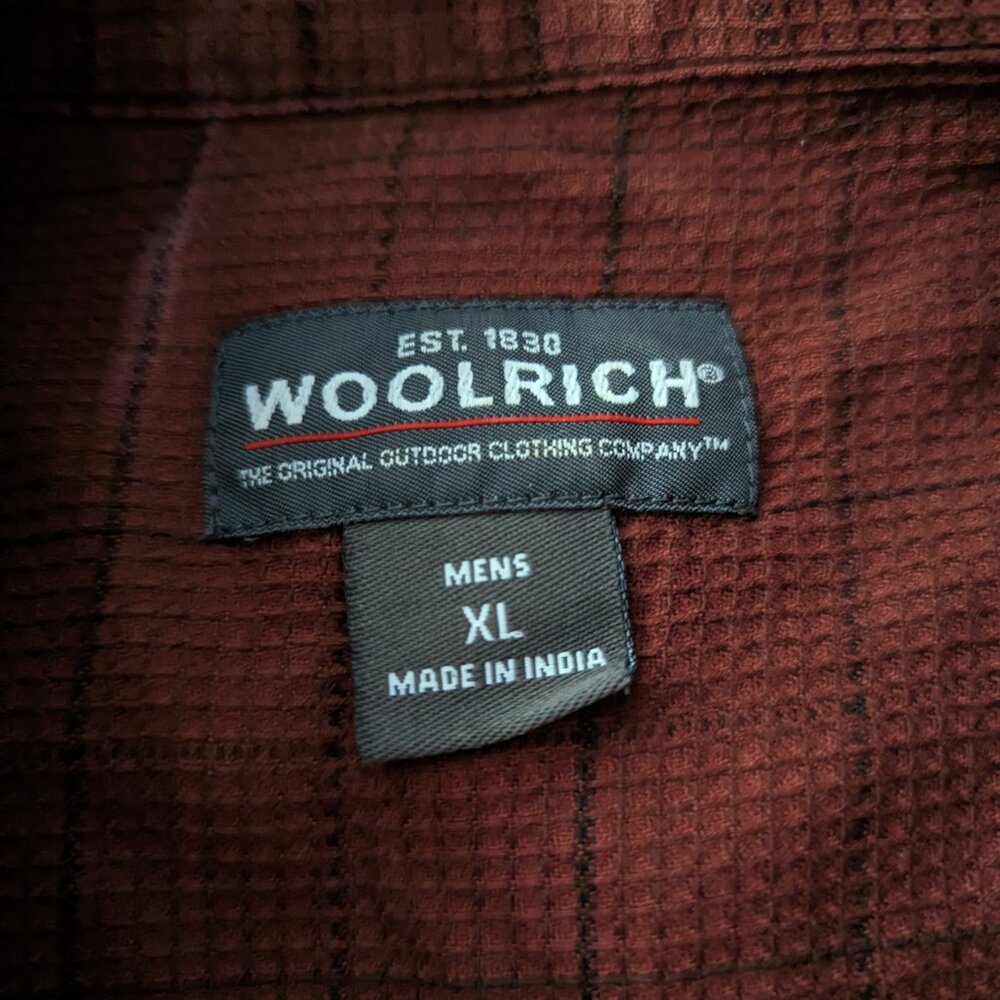 EST. 1830
WOOLRICH®
THE ORIGINAL OUTDOOR CLOTHING COMPANY™
MENS
XL
MADE IN INDIA